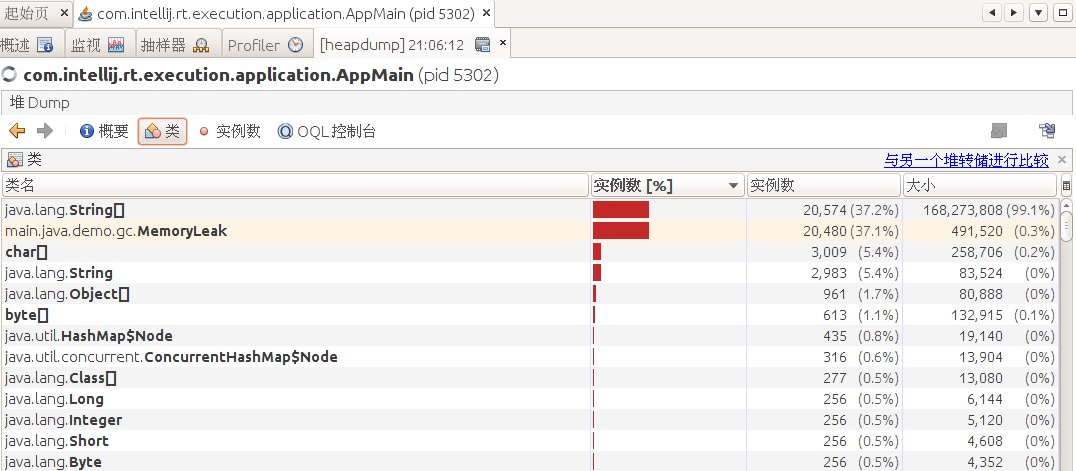 起始页 com.intellij.rt.execution.application.AppMain (pid 5302)
概述 监视 抽样器 Profiler [heapdump] 21:06:12
com.intellij.rt.execution.application.AppMain (pid 5302)
堆 Dump
概要 类 实例数 OQL 控制台
类 与另一个堆转储进行比较
类名 实例数 [%] 实例数 大小
java.lang.String[] 20,574 (37.2%) 168,273,808 (99.1%)
main.java.demo.gc.MemoryLeak 20,480 (37.1%) 491,520 (0.3%)
char[] 3,009 (5.4%) 258,706 (0.2%)
java.lang.String 2,983 (5.4%) 83,524 (0%)
java.lang.Object[] 961 (1.7%) 80,888 (0%)
byte[] 613 (1.1%) 132,915 (0.1%)
java.util.HashMap$Node 435 (0.8%) 19,140 (0%)
java.util.concurrent.ConcurrentHashMap$Node 316 (0.6%) 13,904 (0%)
java.lang.Class[] 277 (0.5%) 13,080 (0%)
java.lang.Long 256 (0.5%) 6,144 (0%)
java.lang.Integer 256 (0.5%) 5,120 (0%)
java.lang.Short 256 (0.5%) 4,608 (0%)
java.lang.Byte 256 (0.5%) 4,352 (0%)